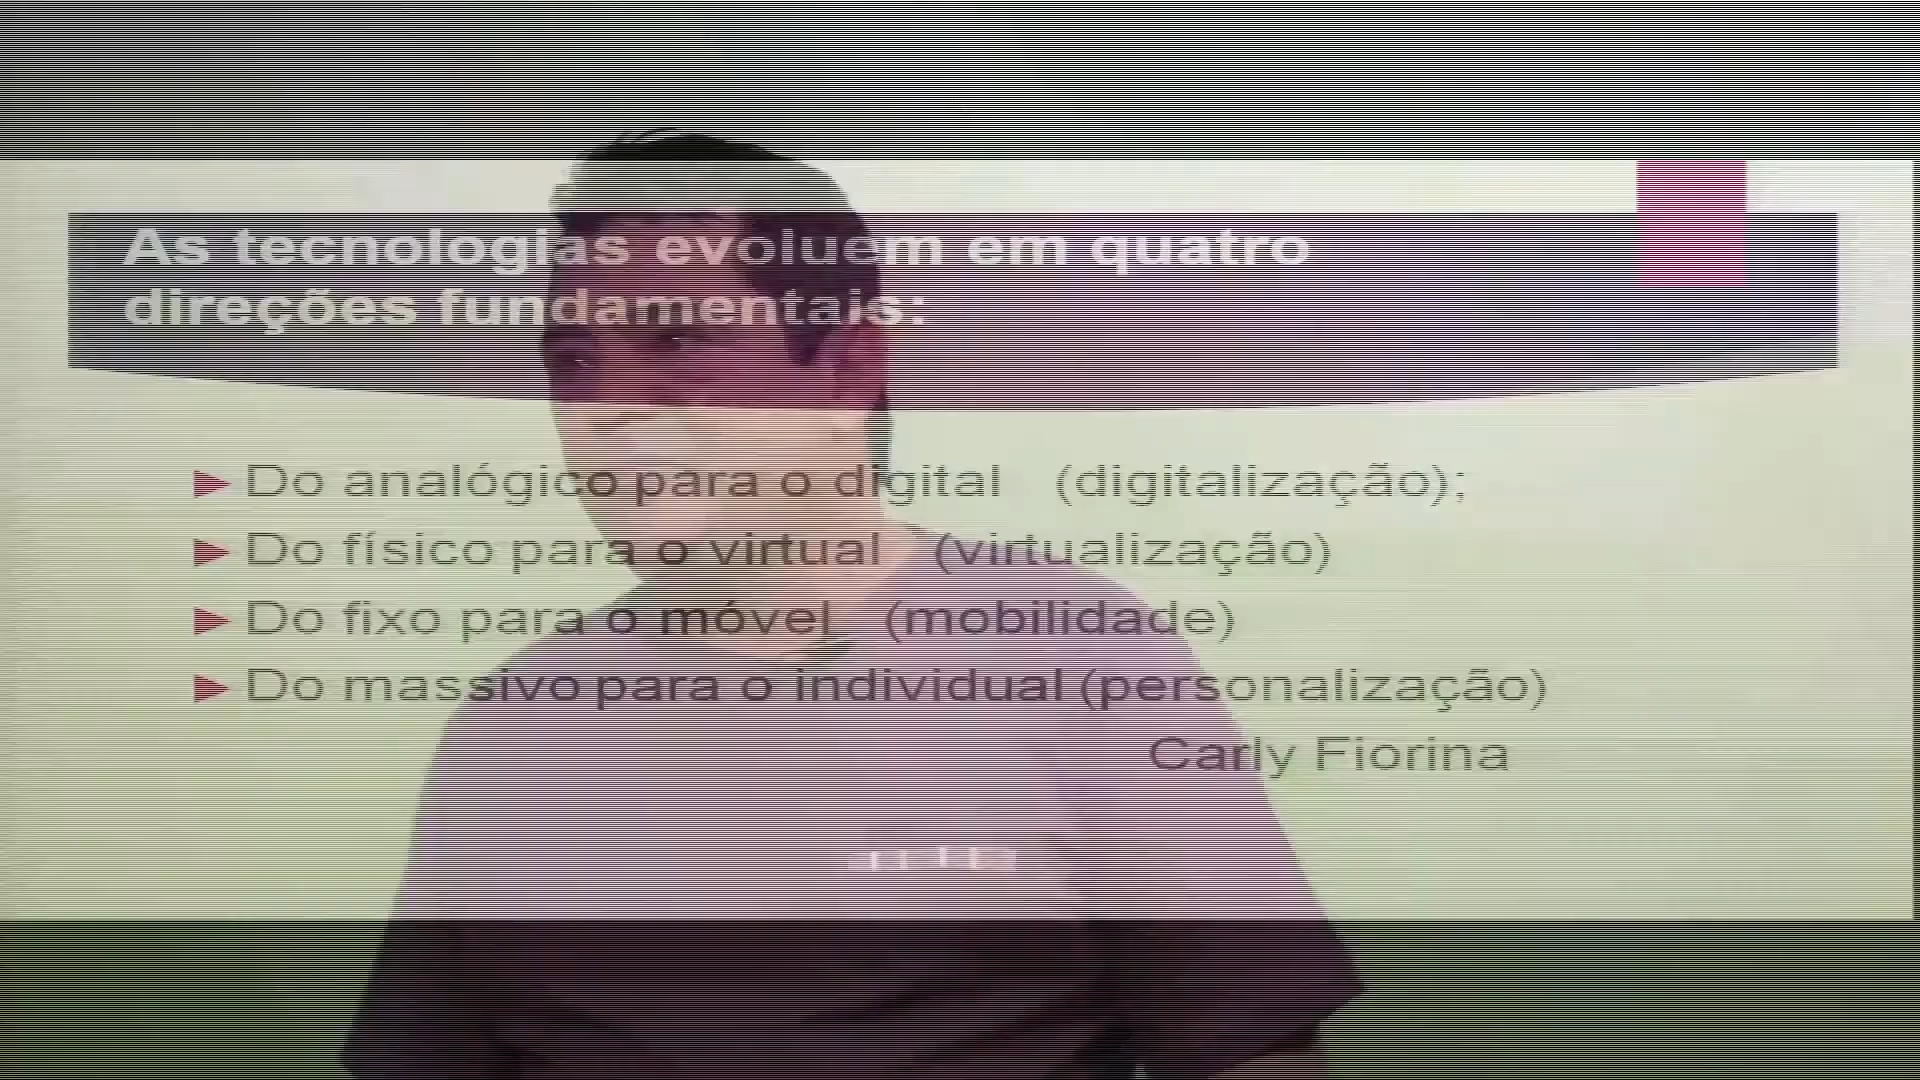 As tecnologias evoluem em quatro
direções fundamentais:
Do analógico para o digital (digitalização);
Do físico para o virtual (virtualização)
Do fixo para o móvel (mobilidade)
Do massivo para o individual (personalização)
Carly Fiorina